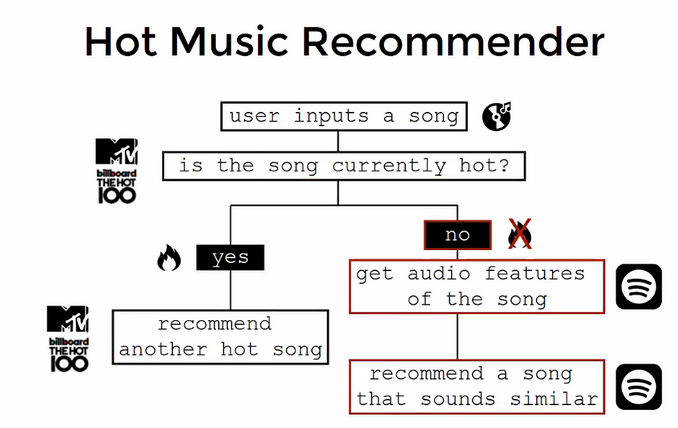 Hot Music Recommender
user inputs a song
MTV
billboard
THE HOT
100
is the song currently hot?
no
yes
get audio features
of the song
MTV
billboard
THE HOT
100
recommend
another hot song
recommend a song
that sounds similar